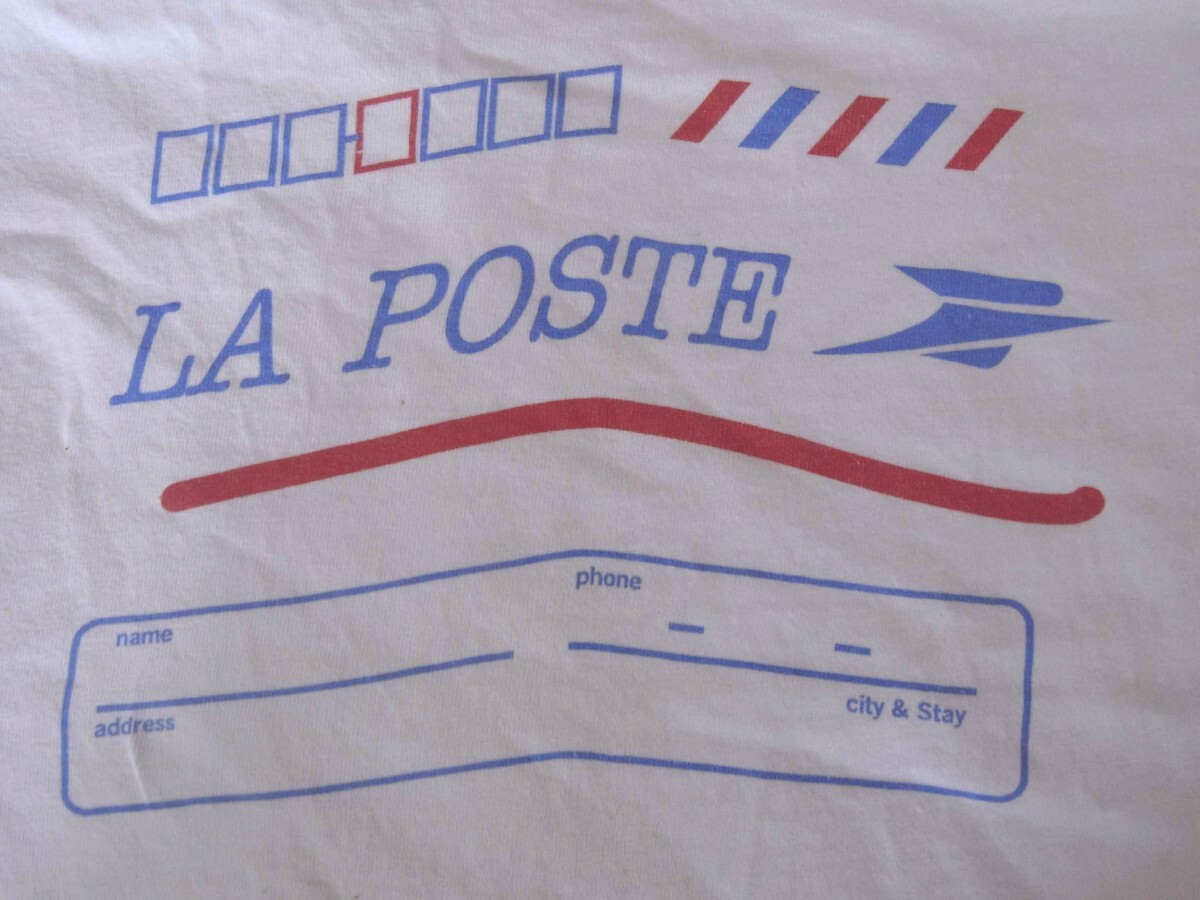 LA POSTE
name phone
address city & Stay